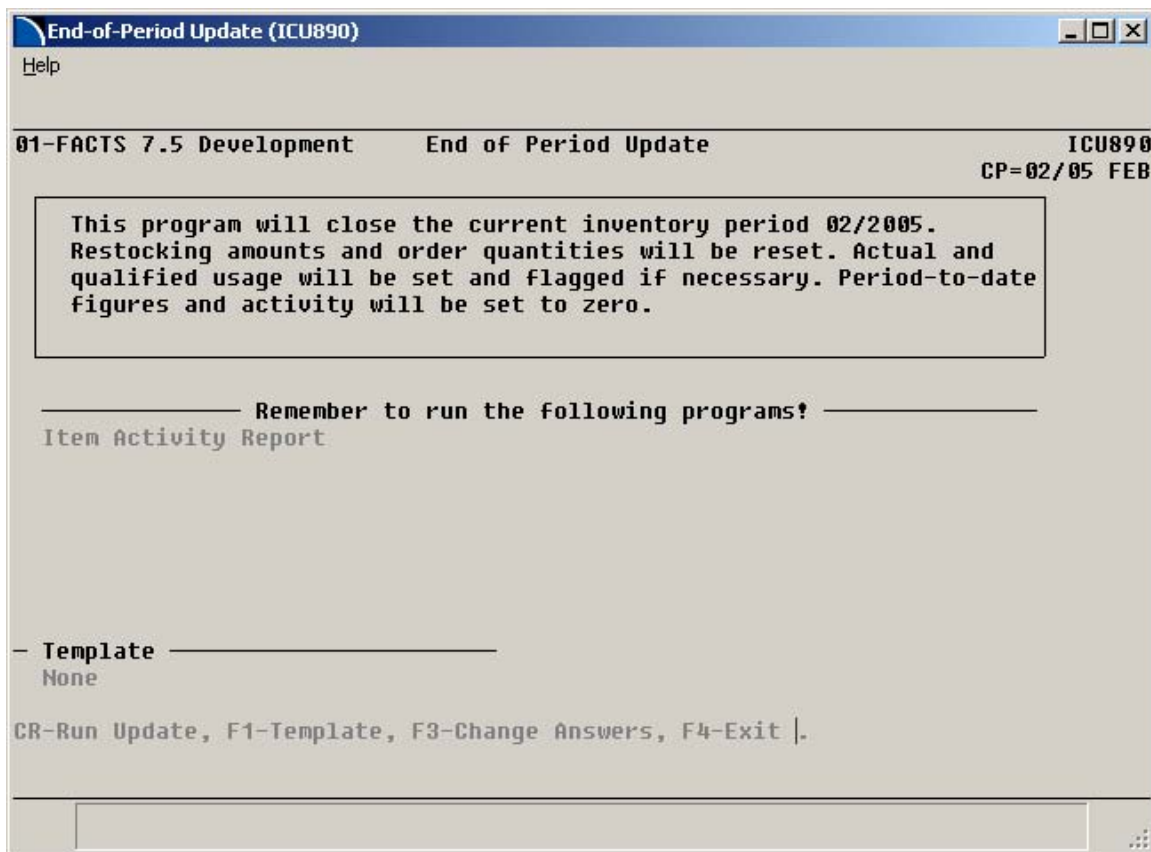 End-of-Period Update (ICU890)
Help
01-FACTS 7.5 Development End of Period Update ICU890
CP=02/05 FEB
This program will close the current inventory period 02/2005.
Restocking amounts and order quantities will be reset. Actual and
qualified usage will be set and flagged if necessary. Period-to-date
figures and activity will be set to zero.
Remember to run the following programs!
Item Activity Report
Template
None
CR-Run Update, F1-Template, F3-Change Answers, F4-Exit .